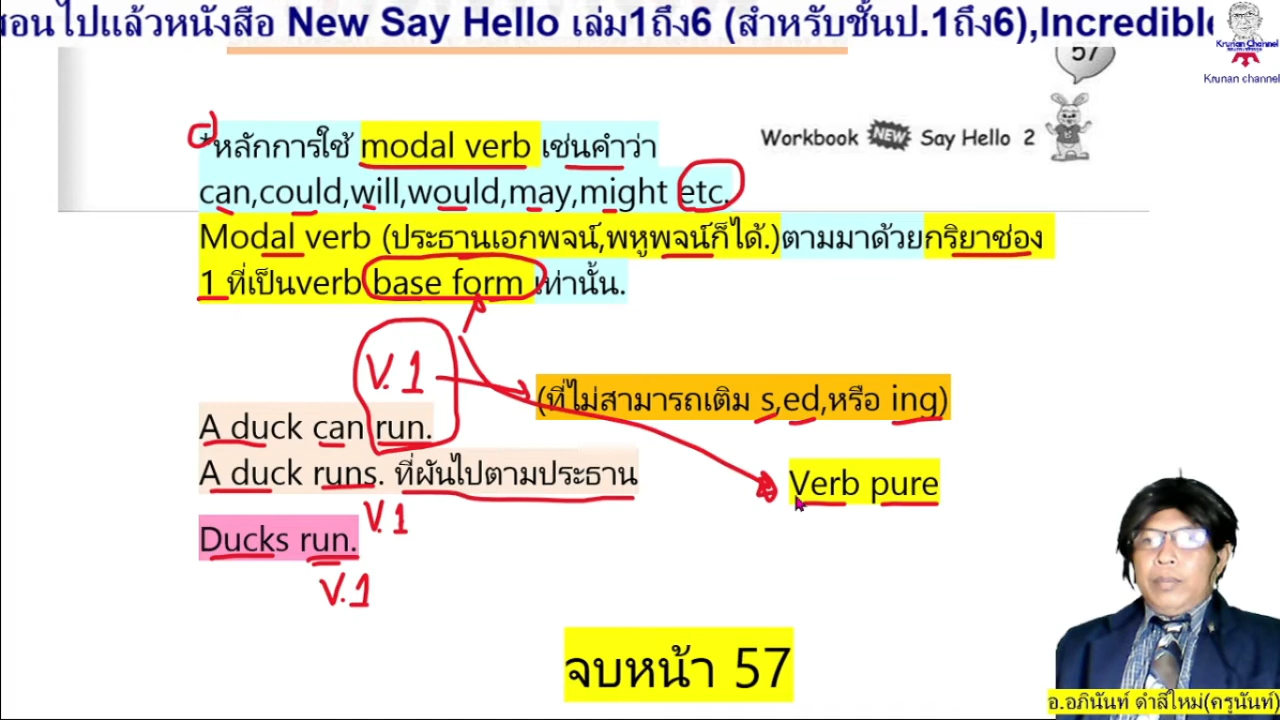 สอนไปแล้วหนังสือ New Say Hello เล่ม1ถึง6 (สำหรับชั้นป.1ถึง6),Incredible
Krunan Channel
Krunan channel
57
Workbook NEW Say Hello 2
*หลักการใช้ modal verb เช่นคำว่า
can,could,will,would,may,might etc.
Modal verb (ประธานเอกพจน์,พหูพจน์ก็ได้.)ตามมาด้วยกริยาช่อง
1 ที่เป็นverb base form เท่านั้น.
V.1
(ที่ไม่สามารถเติม s,ed,หรือ ing)
A duck can run.
A duck runs. ที่ผันไปตามประธาน
Verb pure
V.1
Ducks run.
V.1
จบหน้า 57
อ.อภินันท์ ดำสีใหม่(ครูนันท์)